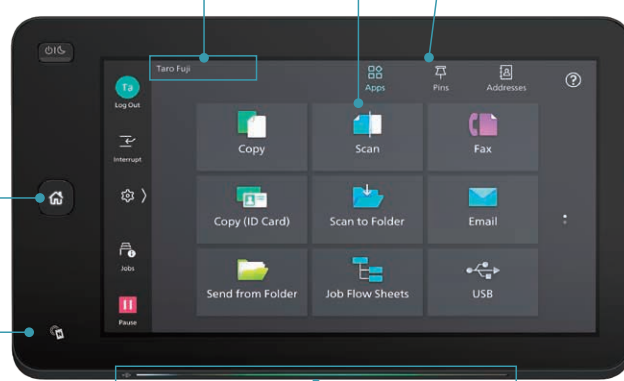 Taro Fuji
Apps
Pins
Addresses
?
Ta
Log Out
Interrupt
Jobs
Pause
Copy
Scan
Fax
Copy (ID Card)
Scan to Folder
Email
Send from Folder
Job Flow Sheets
USB